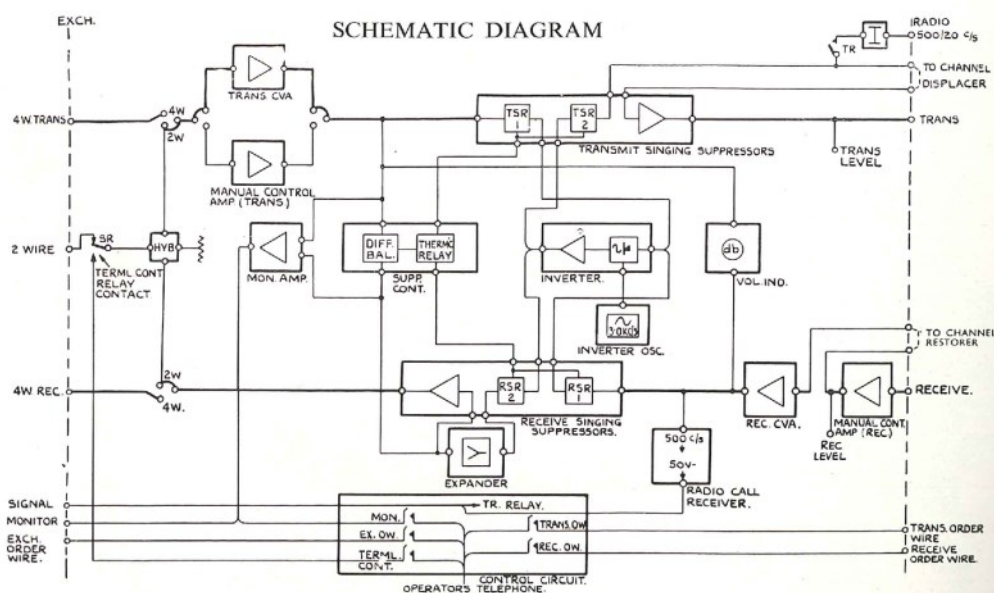 EXCH.
SCHEMATIC DIAGRAM
RADIO
500/20 c/s
TR
TO CHANNEL
DISPLACER
4W.TRANS
4W
2W
TRANS CVA
TSR
1
TSR
2
TRANS
TRANSMIT SINGING SUPPRESSORS
TRANS
LEVEL
MANUAL CONTROL
AMP (TRANS)
2 WIRE
SR
HYB
TERML CONT
RELAY
CONTACT
MON. AMP.
DIFF.
BAL.
THERMC
RELAY
SUPP.
CONT.
INVERTER.
db
VOL. IND.
3.0KC/S
INVERTER OSC.
TO CHANNEL
RESTORER
4W REC.
2W
4W.
RSR
2
RSR
1
RECEIVE SINGING
SUPPRESSORS.
REC. CVA.
RECEIVE.
MANUAL CONT.
AMP (REC)
REC
LEVEL
EXPANDER
500 c/s
50V-
RADIO CALL
RECEIVER.
SIGNAL
TR. RELAY.
MONITOR
MON.
TRANS.OW
TRANS. ORDER
WIRE
EXCH.
ORDER
WIRE.
EX. OW.
REC. OW.
RECEIVE
ORDER WIRE.
TERML.
CONT.
CONTROL CIRCUIT.
OPERATORS TELEPHONE.